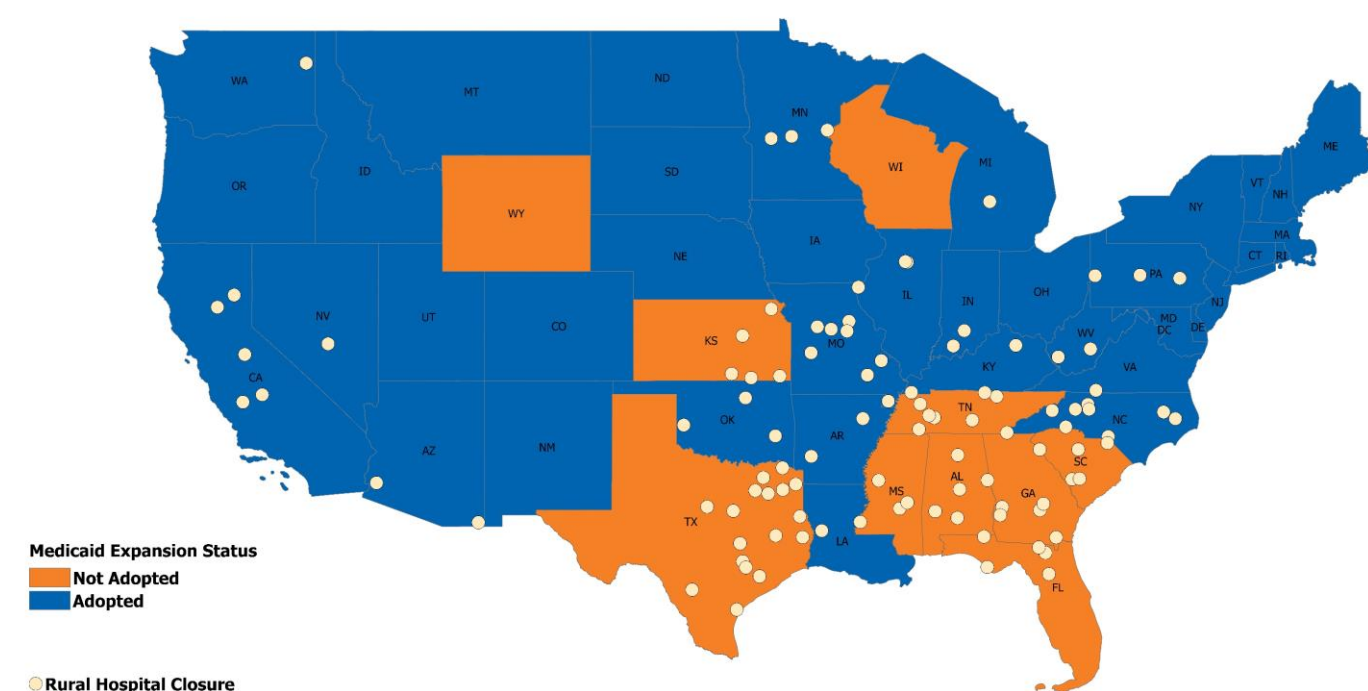 WA
MT
ND
MN
ME
OR
ID
SD
WI
MI
VT
NH
NY
WY
MA
IA
CT
RI
NE
PA
NJ
NV
UT
CO
IL
IN
OH
MD
DC
DE
KS
MO
WV
CA
KY
VA
AZ
NM
OK
AR
TN
NC
SC
TX
MS
AL
GA
LA
FL
Medicaid Expansion Status
Not Adopted
Adopted
Rural Hospital Closure